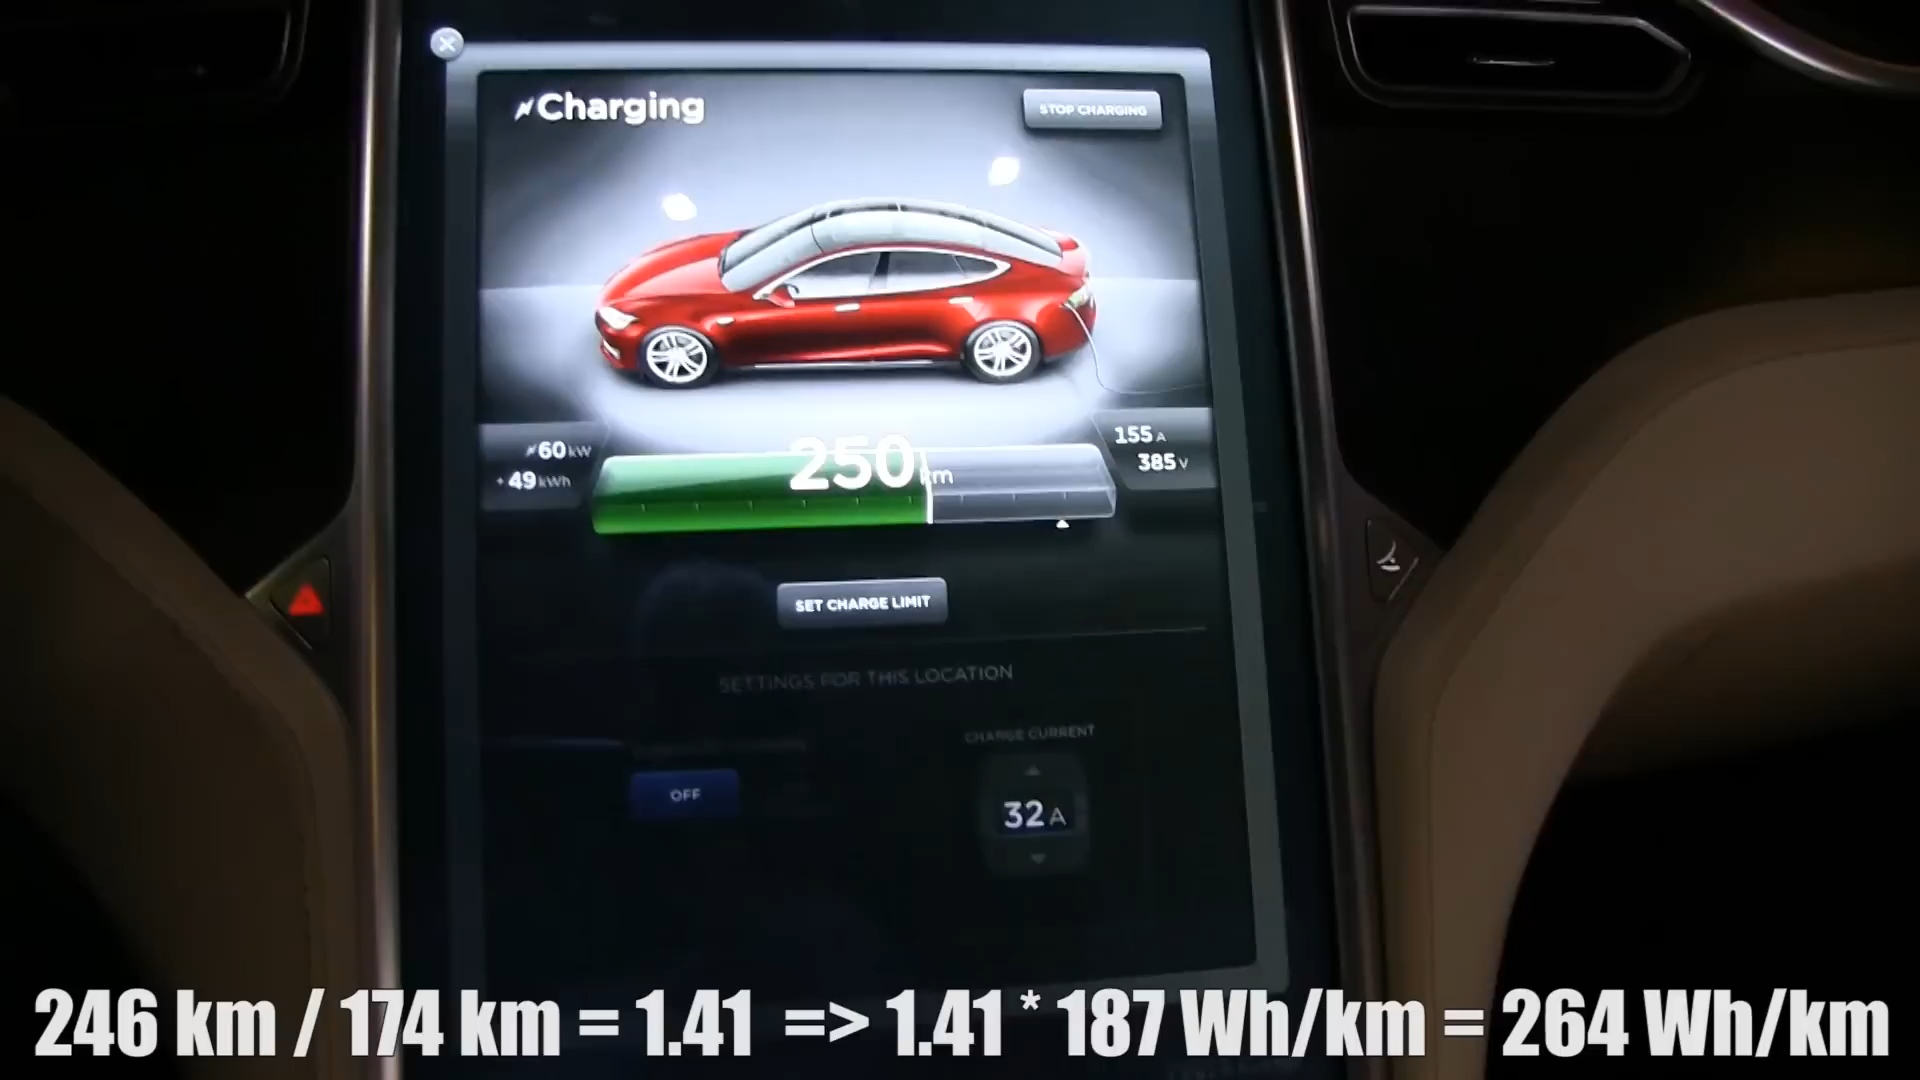 Charging
STOP CHARGING
60 kW
+49 kWh
250 km
155 A
385 V
SET CHARGE LIMIT
SETTINGS FOR THIS LOCATION
CHARGE CURRENT
OFF
32 A
246 km / 174 km = 1.41 => 1.41 * 187 Wh/km = 264 Wh/km